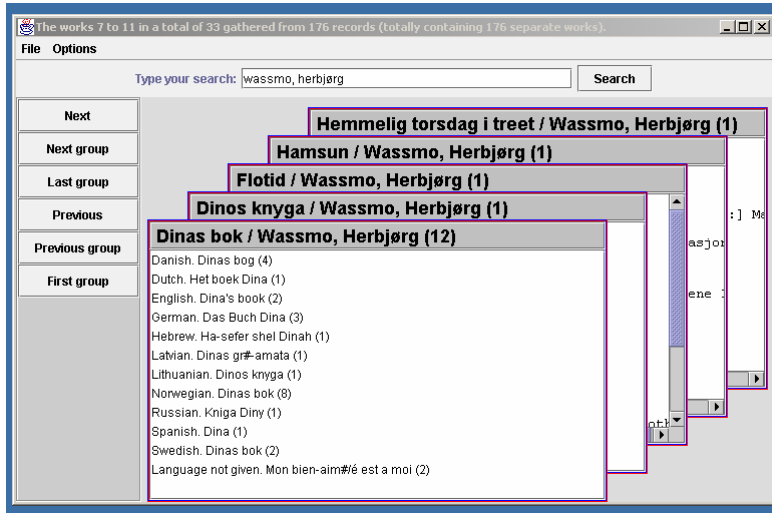 The works 7 to 11 in a total of 33 gathered from 176 records (totally containing 176 separate works).
File Options
Type your search: wassmo, herbjørg Search
Next
Next group
Last group
Previous
Previous group
First group
Hemmelig torsdag i treet / Wassmo, Herbjørg (1)
Hamsun / Wassmo, Herbjørg (1)
Flotid / Wassmo, Herbjørg (1)
Dinos knyga / Wassmo, Herbjørg (1)
Dinas bok / Wassmo, Herbjørg (12)
Danish. Dinas bog (4)
Dutch. Het boek Dina (1)
English. Dina's book (2)
German. Das Buch Dina (3)
Hebrew. Ha-sefer shel Dinah (1)
Latvian. Dinas gr#-amata (1)
Lithuanian. Dinos knyga (1)
Norwegian. Dinas bok (8)
Russian. Kniga Diny (1)
Spanish. Dina (1)
Swedish. Dinas bok (2)
Language not given. Mon bien-aim#/é est a moi (2)